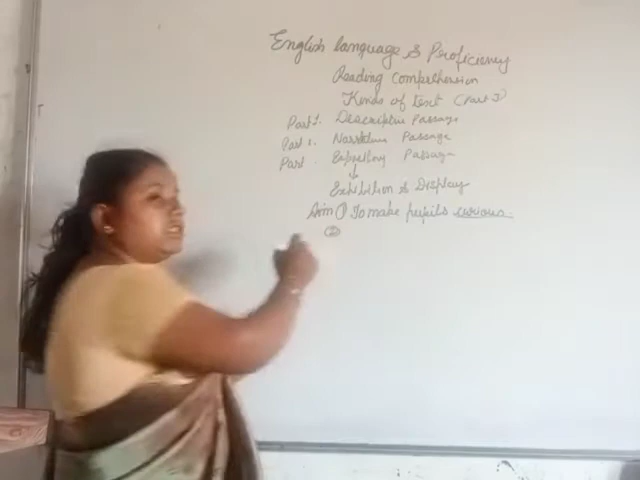 English language & Proficiency
Reading Comprehension
Kinds of text (Part 3)
Part 1. Descriptive Passage
Part 2. Narrative Passage
Part . Passage
↓
Exhibition & Display
Aim ① To make pupils curious.
②